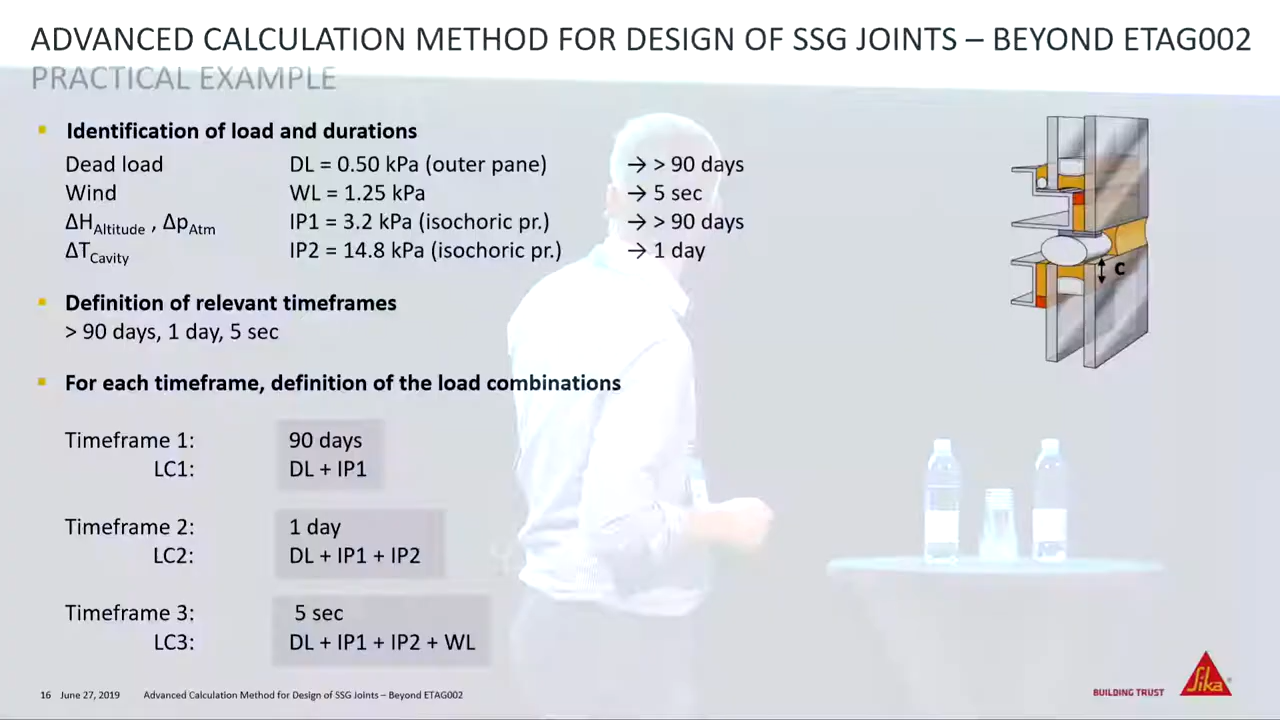 ADVANCED CALCULATION METHOD FOR DESIGN OF SSG JOINTS – BEYOND ETAG002
PRACTICAL EXAMPLE
▪ Identification of load and durations
Dead load DL = 0.50 kPa (outer pane) → > 90 days
Wind WL = 1.25 kPa → 5 sec
ΔHAltitude , ΔpAtm IP1 = 3.2 kPa (isochoric pr.) → > 90 days
ΔTCavity IP2 = 14.8 kPa (isochoric pr.) → 1 day
c
▪ Definition of relevant timeframes
> 90 days, 1 day, 5 sec
▪ For each timeframe, definition of the load combinations
Timeframe 1: 90 days
LC1: DL + IP1
Timeframe 2: 1 day
LC2: DL + IP1 + IP2
Timeframe 3: 5 sec
LC3: DL + IP1 + IP2 + WL
16 June 27, 2019 Advanced Calculation Method for Design of SSG Joints – Beyond ETAG002
BUILDING TRUST
Sika